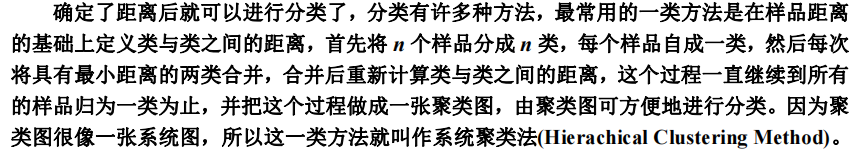 确定了距离后就可以进行分类了，分类有许多种方法，最常用的一类方法是在样品距离
的基础上定义类与类之间的距离，首先将 n 个样品分成 n 类，每个样品自成一类，然后每次
将具有最小距离的两类合并，合并后重新计算类与类之间的距离，这个过程一直继续到所有
的样品归为一类为止，并把这个过程做成一张聚类图，由聚类图可方便地进行分类。因为聚
类图很像一张系统图，所以这一类方法就叫作系统聚类法(Hierachical Clustering Method)。